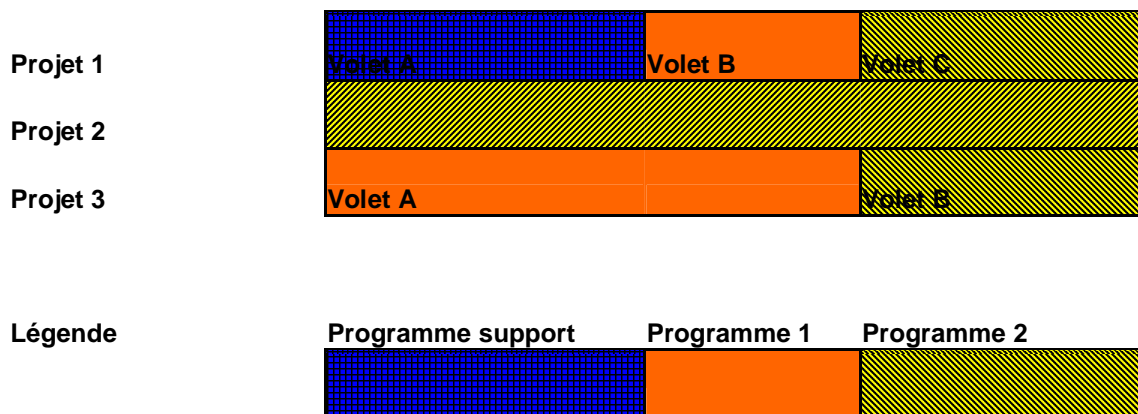 Projet 1 Volet A Volet B Volet C
Projet 2
Projet 3 Volet A Volet B
Légende Programme support Programme 1 Programme 2